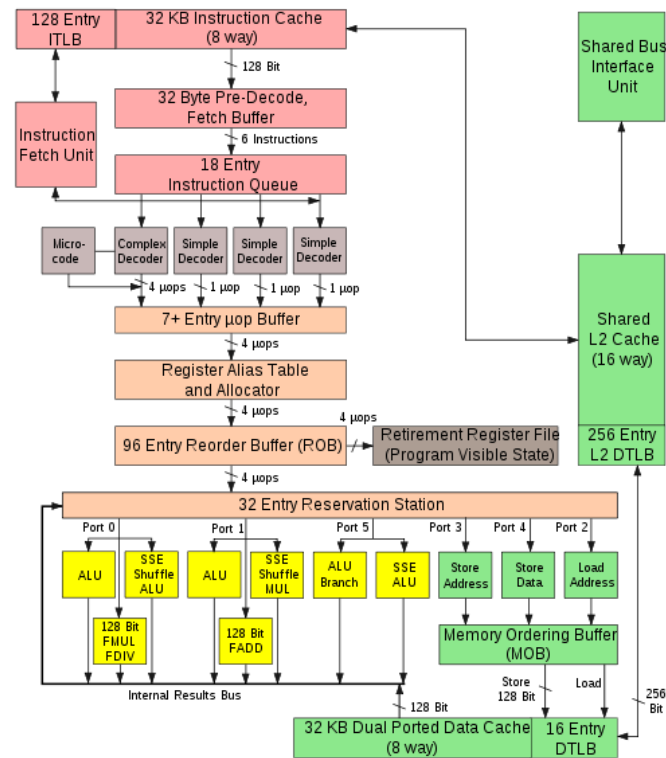 128 Entry
ITLB
32 KB Instruction Cache
(8 way)
Shared Bus
Interface
Unit
128 Bit
32 Byte Pre-Decode,
Fetch Buffer
Instruction
Fetch Unit
6 Instructions
18 Entry
Instruction Queue
Micro-
code
Complex
Decoder
Simple
Decoder
Simple
Decoder
Simple
Decoder
4 μops
1 μop
1 μop
1 μop
7+ Entry μop Buffer
Shared
L2 Cache
(16 way)
4 μops
Register Alias Table
and Allocator
4 μops
4 μops
96 Entry Reorder Buffer (ROB)
Retirement Register File
(Program Visible State)
256 Entry
L2 DTLB
4 μops
32 Entry Reservation Station
Port 0
Port 1
Port 5
Port 3
Port 4
Port 2
ALU
SSE
Shuffle
ALU
ALU
SSE
Shuffle
MUL
ALU
Branch
SSE
ALU
Store
Address
Store
Data
Load
Address
128 Bit
FMUL
FDIV
128 Bit
FADD
Memory Ordering Buffer
(MOB)
Internal Results Bus
Store
128 Bit
Load
256
Bit
128 Bit
32 KB Dual Ported Data Cache
(8 way)
16 Entry
DTLB